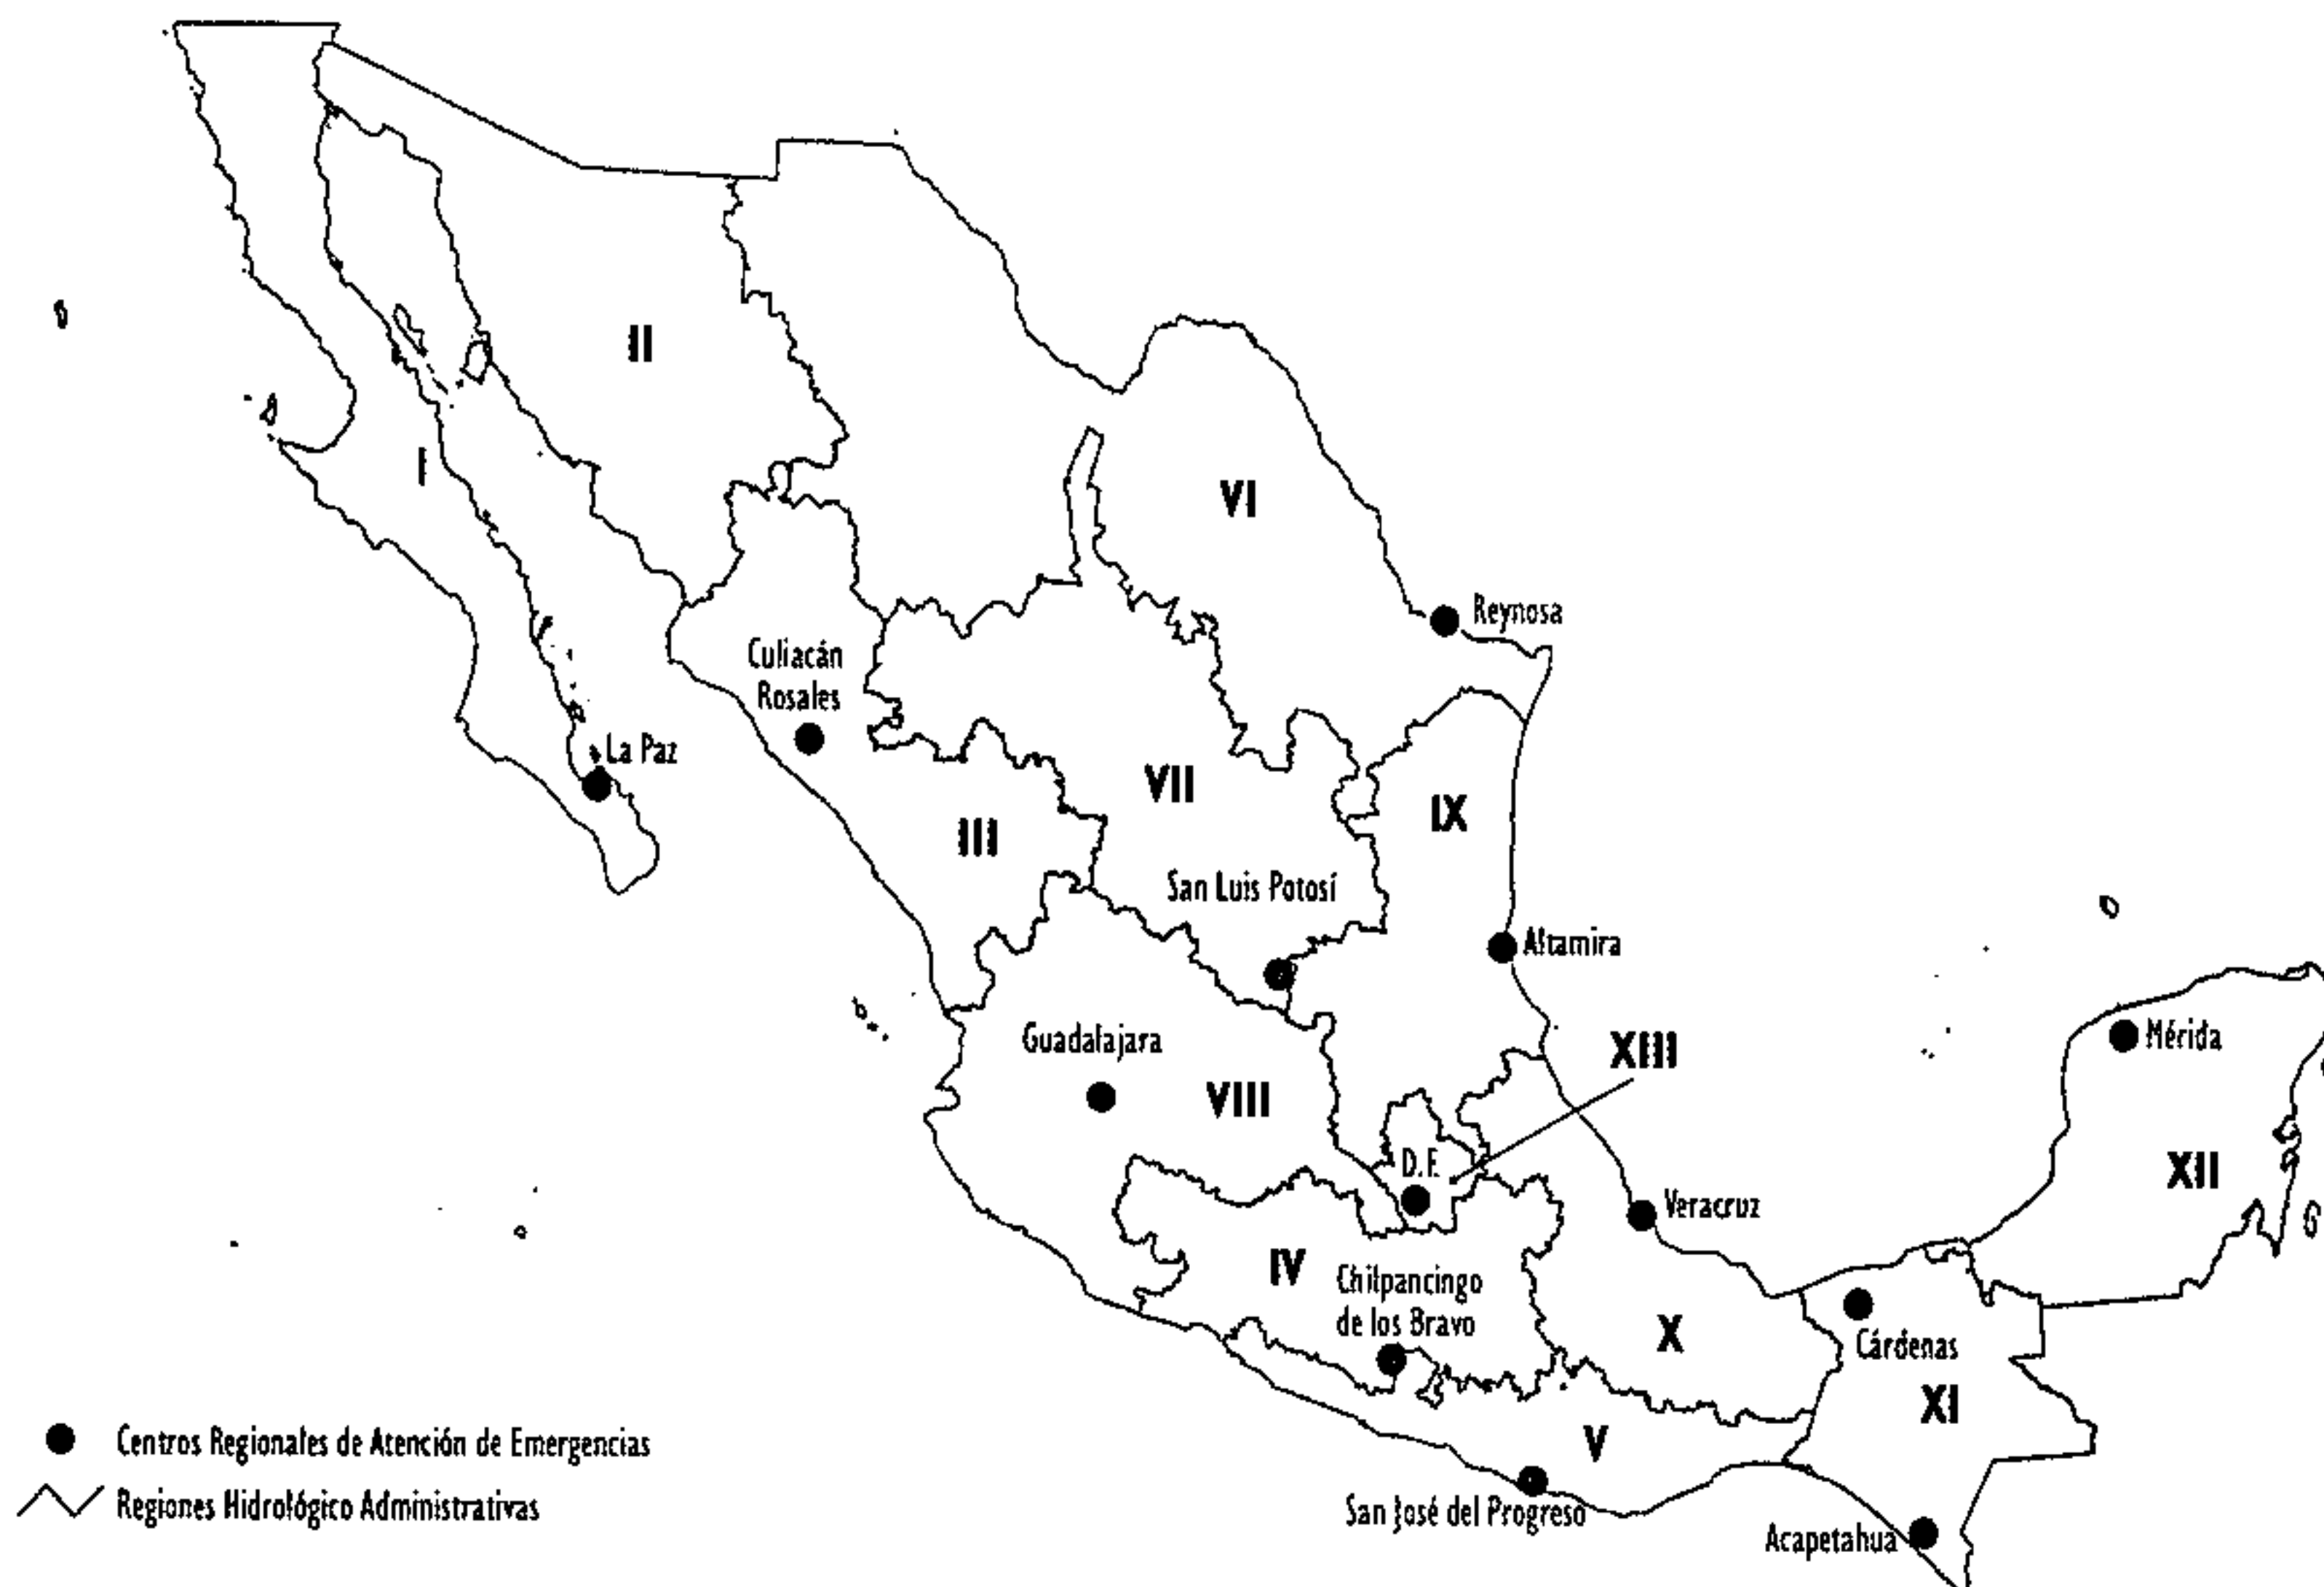 II
I
VI
Reynosa
Culiacán
Rosales
La Paz
VII
IX
III
San Luis Potosí
Altamira
Guadalajara
VIII
XIII
Mérida
D.F.
XII
Veracruz
IV
Chilpancingo
de los Bravo
X
Cárdenas
XI
V
San José del Progreso
Acapetahua
Centros Regionales de Atención de Emergencias
Regiones Hidrológico Administrativas